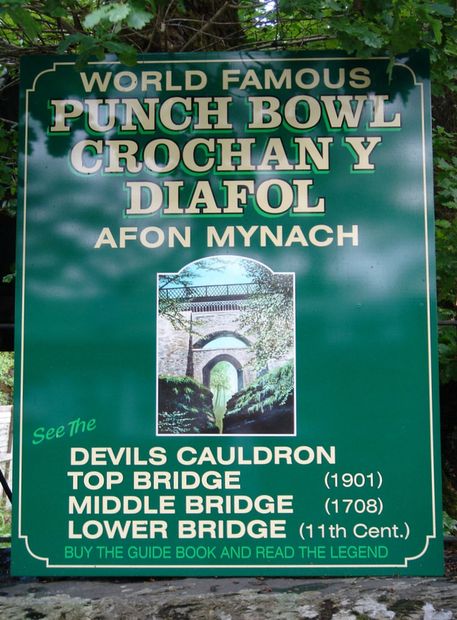 WORLD FAMOUS
PUNCH BOWL
CROCHAN Y
DIAFOL
AFON MYNACH
See The
DEVILS CAULDRON
TOP BRIDGE (1901)
MIDDLE BRIDGE (1708)
LOWER BRIDGE (11th Cent.)
BUY THE GUIDE BOOK AND READ THE LEGEND